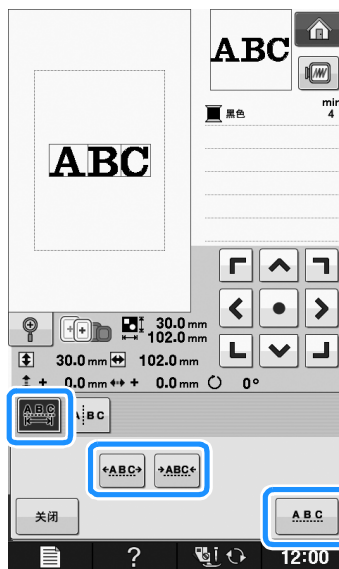 ABC
min
黑色 4
ABC
30.0 mm
102.0 mm
30.0 mm 102.0 mm
+ 0.0 mm + 0.0 mm 0°
ABC A BC
ABC ABC
关闭 ABC
? 12:00